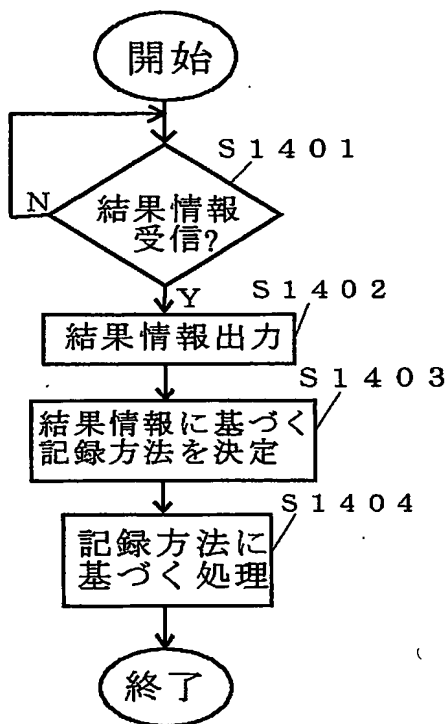 開始
S1401
N
結果情報
受信?
Y
S1402
結果情報出力
S1403
結果情報に基づく
記録方法を決定
S1404
記録方法に
基づく処理
終了